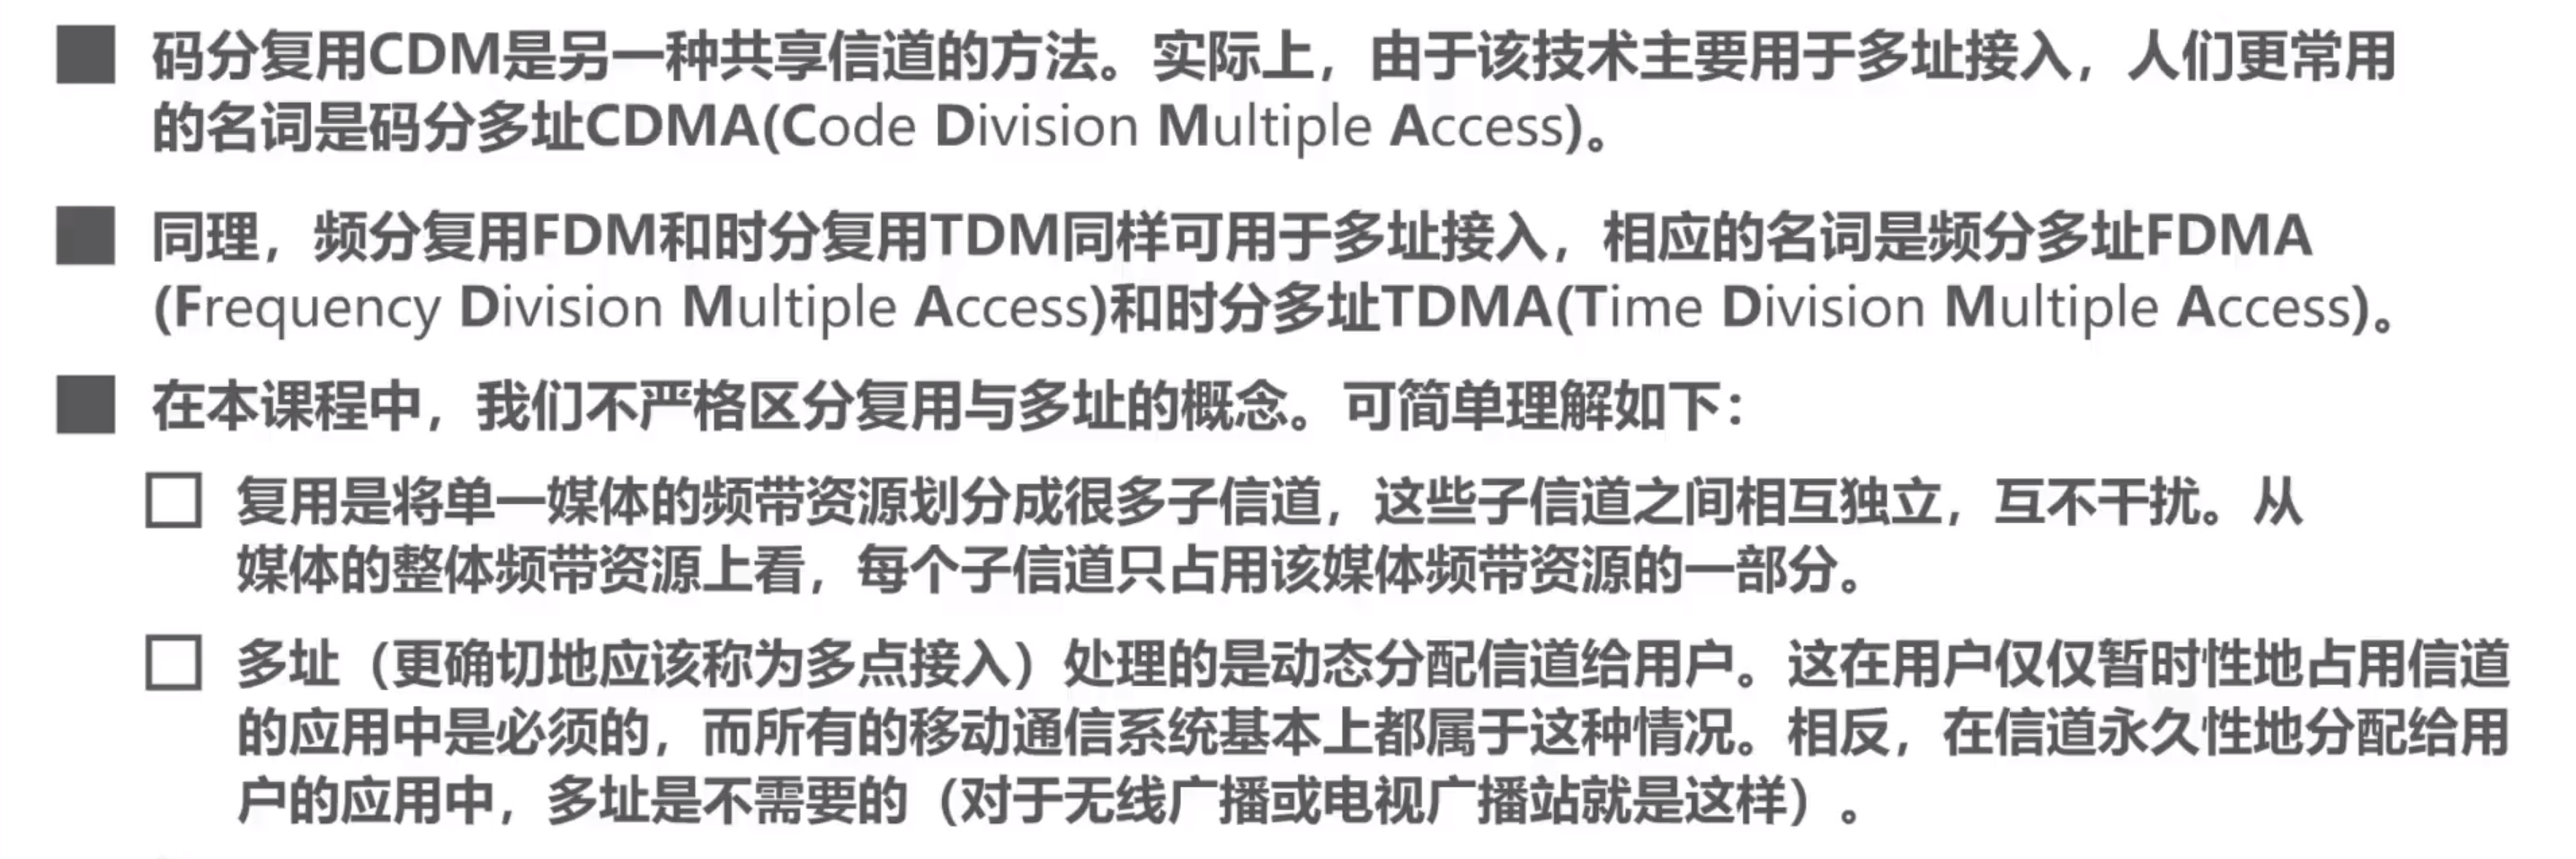 码分复用CDM是另一种共享信道的方法。实际上，由于该技术主要用于多址接入，人们更常用
的名词是码分多址CDMA(Code Division Multiple Access)。
同理，频分复用FDM和时分复用TDM同样可用于多址接入，相应的名词是频分多址FDMA
(Frequency Division Multiple Access)和时分多址TDMA(Time Division Multiple Access)。
在本课程中，我们不严格区分复用与多址的概念。可简单理解如下：
复用是将单一媒体的频带资源划分成很多子信道，这些子信道之间相互独立，互不干扰。从
媒体的整体频带资源上看，每个子信道只占用该媒体频带资源的一部分。
多址（更确切地应该称为多点接入）处理的是动态分配信道给用户。这在用户仅仅暂时性地占用信道
的应用中是必须的，而所有的移动通信系统基本上都属于这种情况。相反，在信道永久性地分配给用
户的应用中，多址是不需要的（对于无线广播或电视广播站就是这样）。